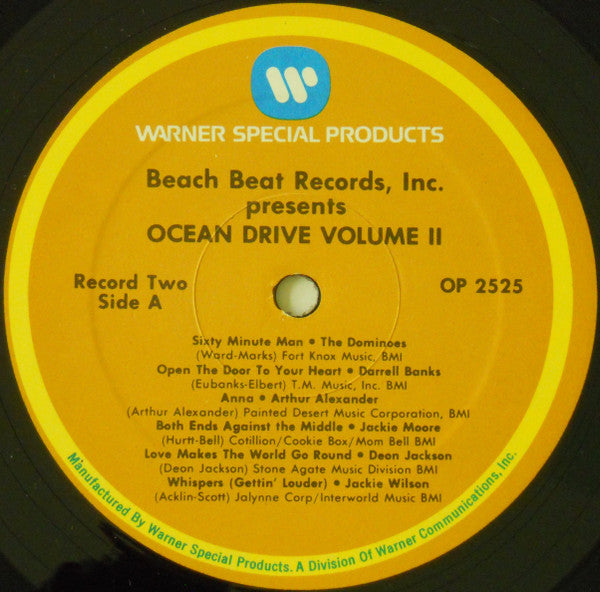 WARNER SPECIAL PRODUCTS
Beach Beat Records, Inc.
presents
OCEAN DRIVE VOLUME II
Record Two
Side A
OP 2525
Sixty Minute Man • The Dominoes
(Ward-Marks) Fort Knox Music, BMI
Open The Door To Your Heart • Darrell Banks
(Eubanks-Elbert) T.M. Music, Inc. BMI
Anna • Arthur Alexander
(Arthur Alexander) Painted Desert Music Corporation, BMI
Both Ends Against the Middle • Jackie Moore
(Hurtt-Bell) Cotillion/Cookie Box/Mom Bell BMI
Love Makes The World Go Round • Deon Jackson
(Deon Jackson) Stone Agate Music Division BMI
Whispers (Gettin' Louder) • Jackie Wilson
(Acklin-Scott) Jalynne Corp/Interworld Music BMI
Manufactured By Warner Special Products. A Division Of Warner Communications, Inc.